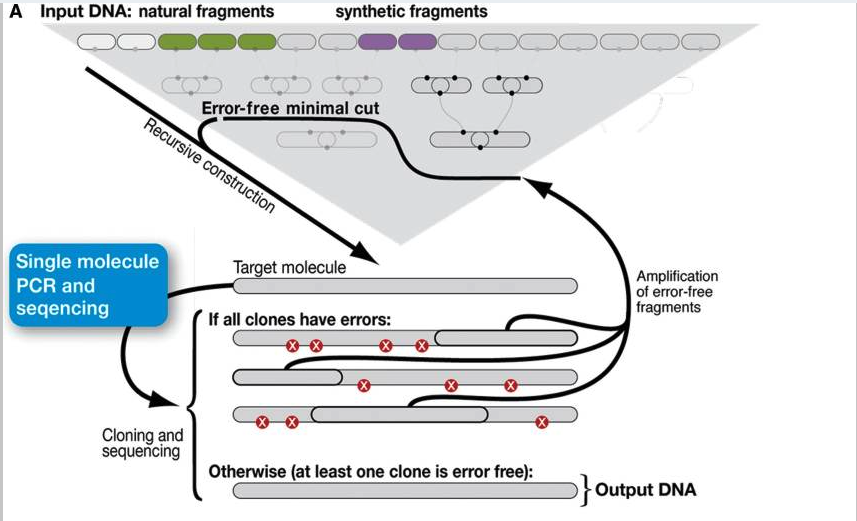 A Input DNA: natural fragments synthetic fragments
Error-free minimal cut
Recursive construction
Single molecule
PCR and
seqencing
Target molecule
Amplification
of error-free
fragments
If all clones have errors:
X X X X
X X X
X X X
Cloning and
sequencing
Otherwise (at least one clone is error free):
Output DNA